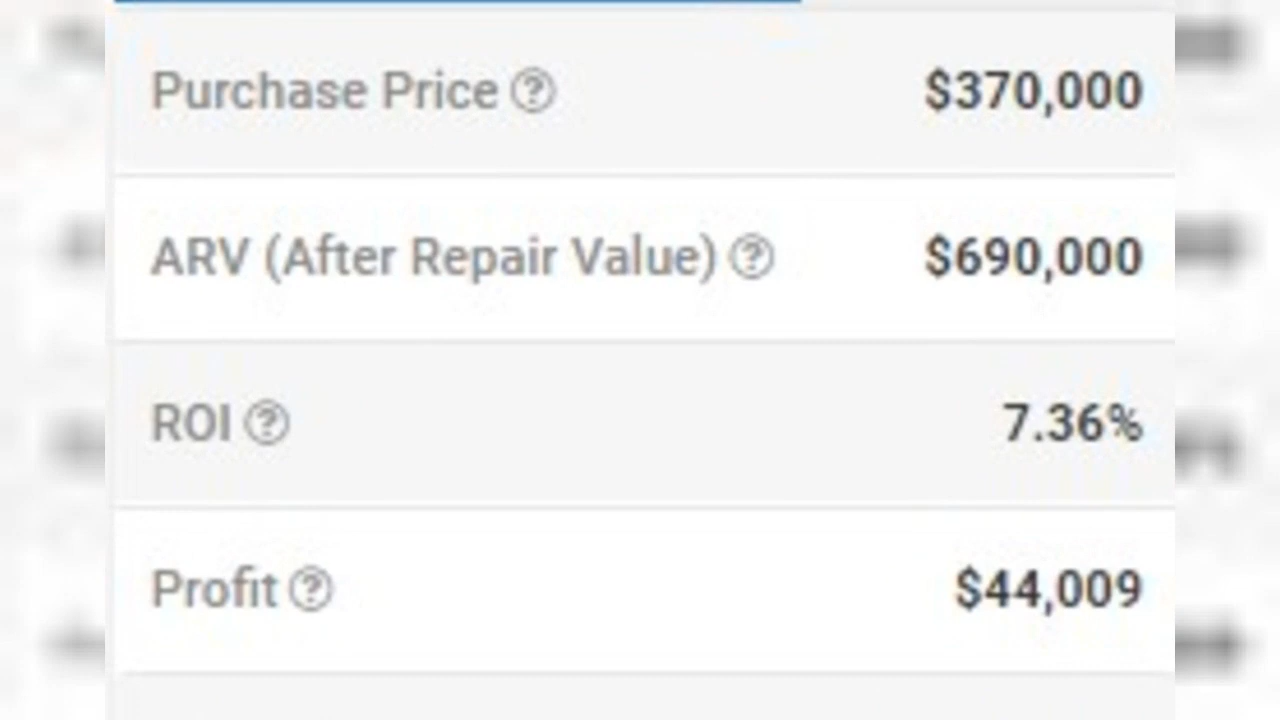 Purchase Price ? $370,000
ARV (After Repair Value) ? $690,000
ROI ? 7.36%
Profit ? $44,009